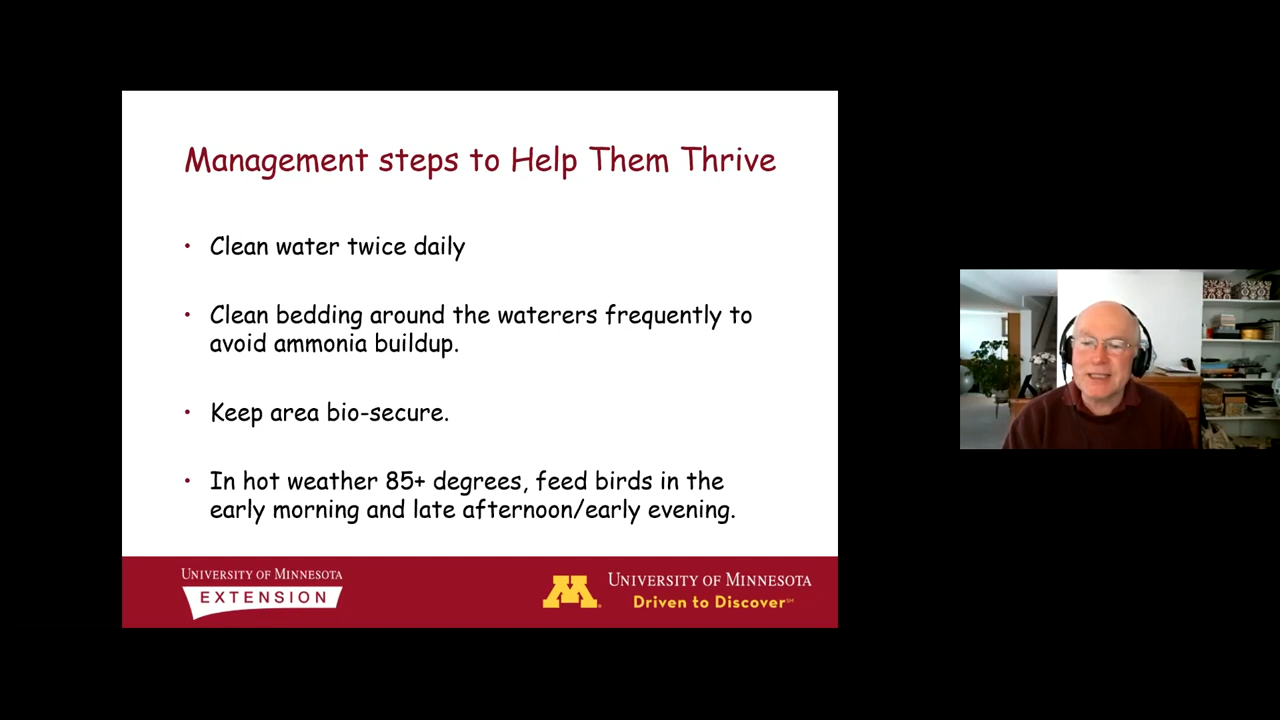 Management steps to Help Them Thrive
• Clean water twice daily
• Clean bedding around the waterers frequently to
avoid ammonia buildup.
• Keep area bio-secure.
• In hot weather 85+ degrees, feed birds in the
early morning and late afternoon/early evening.
UNIVERSITY OF MINNESOTA
EXTENSION
M
UNIVERSITY OF MINNESOTA
Driven to Discover℠